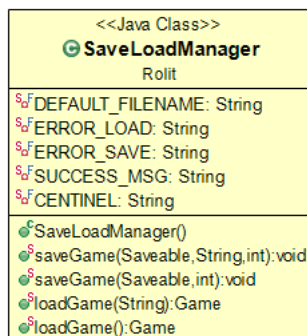 <<Java Class>>
SaveLoadManager
Rolit
DEFAULT_FILENAME: String
ERROR_LOAD: String
ERROR_SAVE: String
SUCCESS_MSG: String
CENTINEL: String
SaveLoadManager()
saveGame(Saveable,String,int):void
saveGame(Saveable,int):void
loadGame(String):Game
loadGame():Game